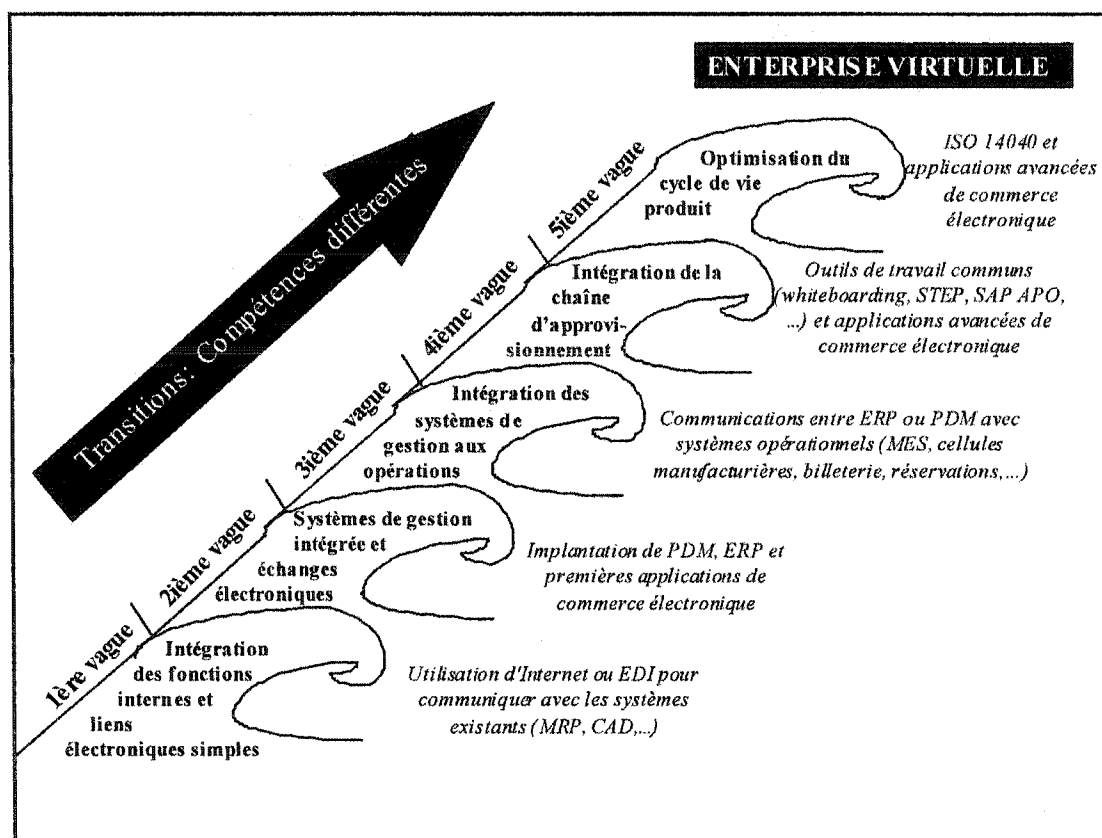 ENTERPRISE VIRTUELLE
Transitions: Compétences différentes
5ième vague
Optimisation du
cycle de vie
produit
ISO 14040 et
applications avancées
de commerce
électronique
4ième vague
Intégration de la
chaîne
d'approvi-
sionnement
Outils de travail communs
(whiteboarding, STEP, SAP APO,
...) et applications avancées de
commerce électronique
3ième vague
Intégration des
systèmes de
gestion aux
opérations
Communications entre ERP ou PDM avec
systèmes opérationnels (MES, cellules
manufacturières, billeterie, réservations,...)
2ième vague
Systèmes de gestion
intégrée et
échanges
électroniques
Implantation de PDM, ERP et
premières applications de
commerce électronique
1ère vague
Intégration
des fonctions
internes et
liens
électroniques simples
Utilisation d'Internet ou EDI pour
communiquer avec les systèmes
existants (MRP, CAD,...)